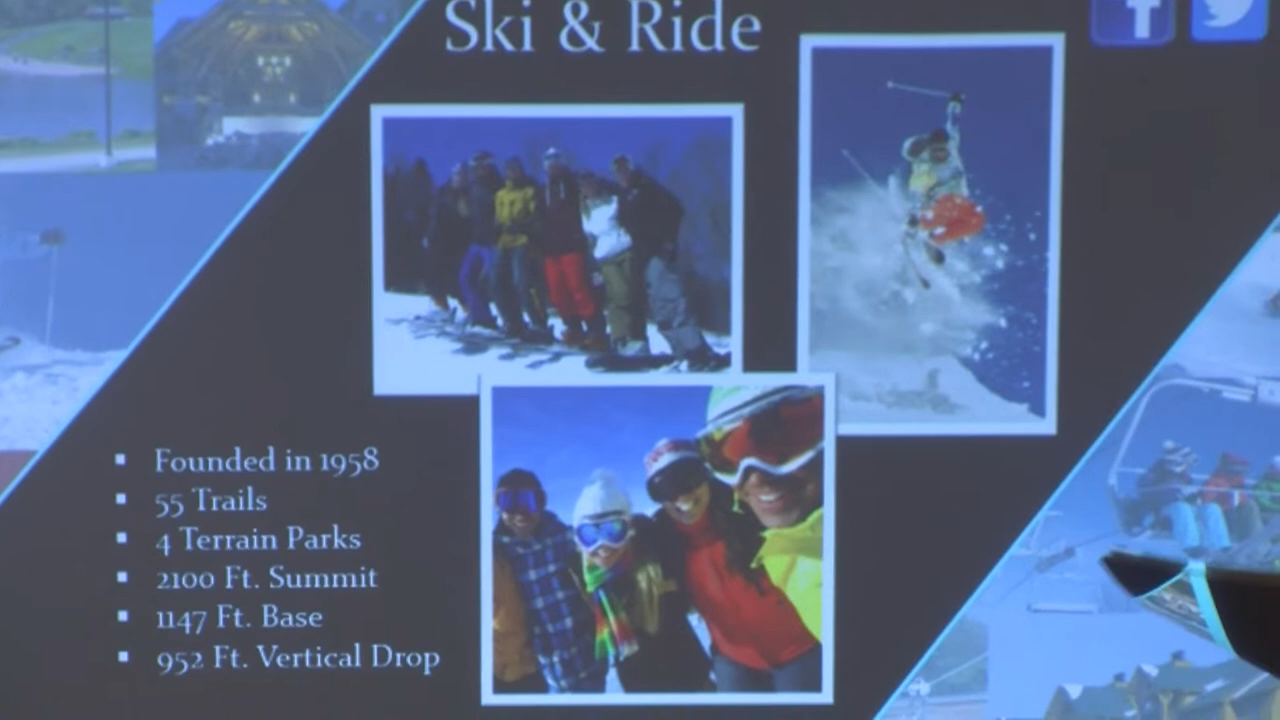 Ski & Ride
Founded in 1958
55 Trails
4 Terrain Parks
2100 Ft. Summit
1147 Ft. Base
952 Ft. Vertical Drop